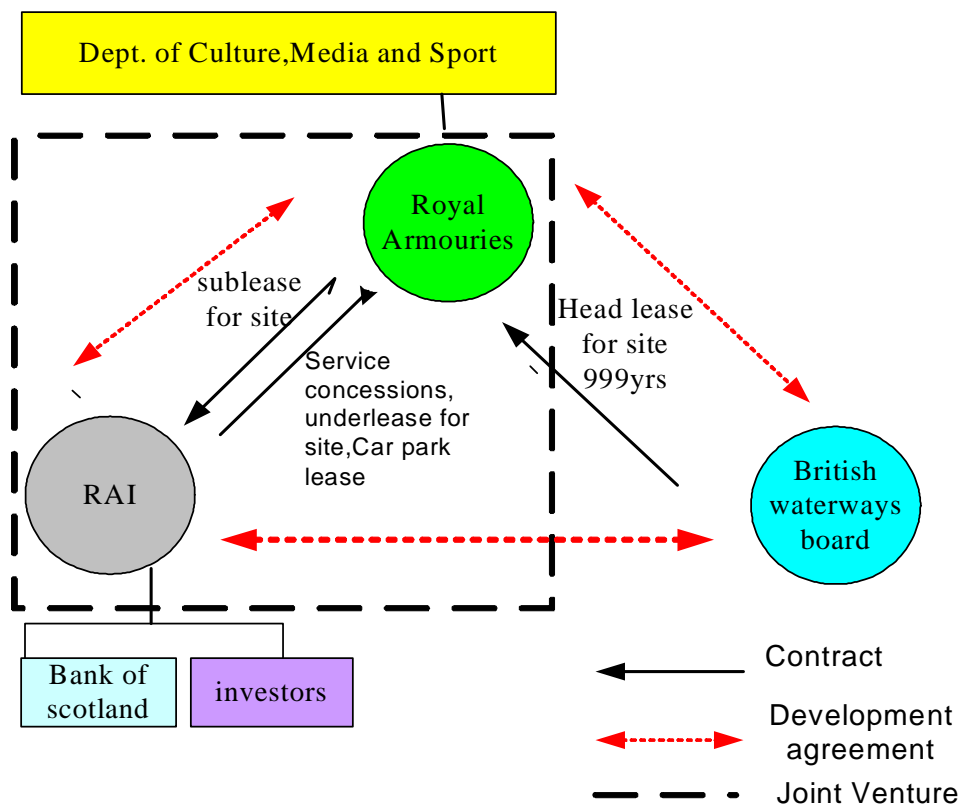 Dept. of Culture,Media and Sport
Royal
Armouries
sublease
for site
Head lease
for site
999yrs
Service
concessions,
underlease for
site,Car park
lease
RAI
British
waterways
board
Bank of
scotland
investors
Contract
Development
agreement
Joint Venture